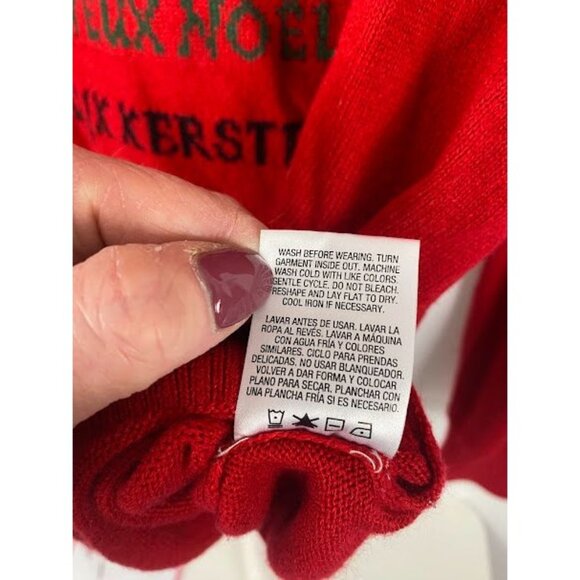 EUX NOËL
KKERST
WASH BEFORE WEARING. TURN
GARMENT INSIDE OUT. MACHINE
WASH COLD WITH LIKE COLORS.
GENTLE CYCLE. DO NOT BLEACH.
RESHAPE AND LAY FLAT TO DRY.
COOL IRON IF NECESSARY.
LAVAR ANTES DE USAR. LAVAR LA
ROPA AL REVÉS. LAVAR A MÁQUINA
CON AGUA FRÍA Y COLORES
SIMILARES. CICLO PARA PRENDAS
DELICADAS. NO USAR BLANQUEADOR.
VOLVER A DAR FORMA Y COLOCAR
PLANO PARA SECAR. PLANCHAR CON
UNA PLANCHA FRÍA SI ES NECESARIO.